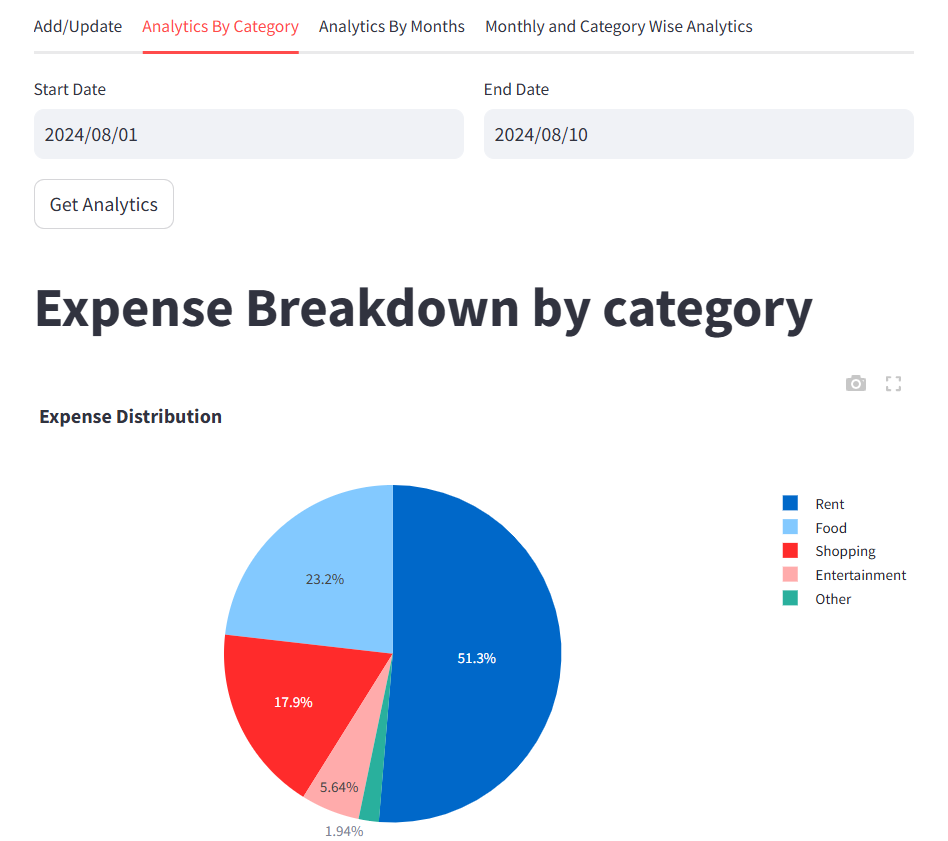 Add/Update Analytics By Category Analytics By Months Monthly and Category Wise Analytics
Start Date End Date
2024/08/01 2024/08/10
Get Analytics
Expense Breakdown by category
Expense Distribution
Rent
Food
Shopping
Entertainment
Other
23.2%
51.3%
17.9%
5.64%
1.94%